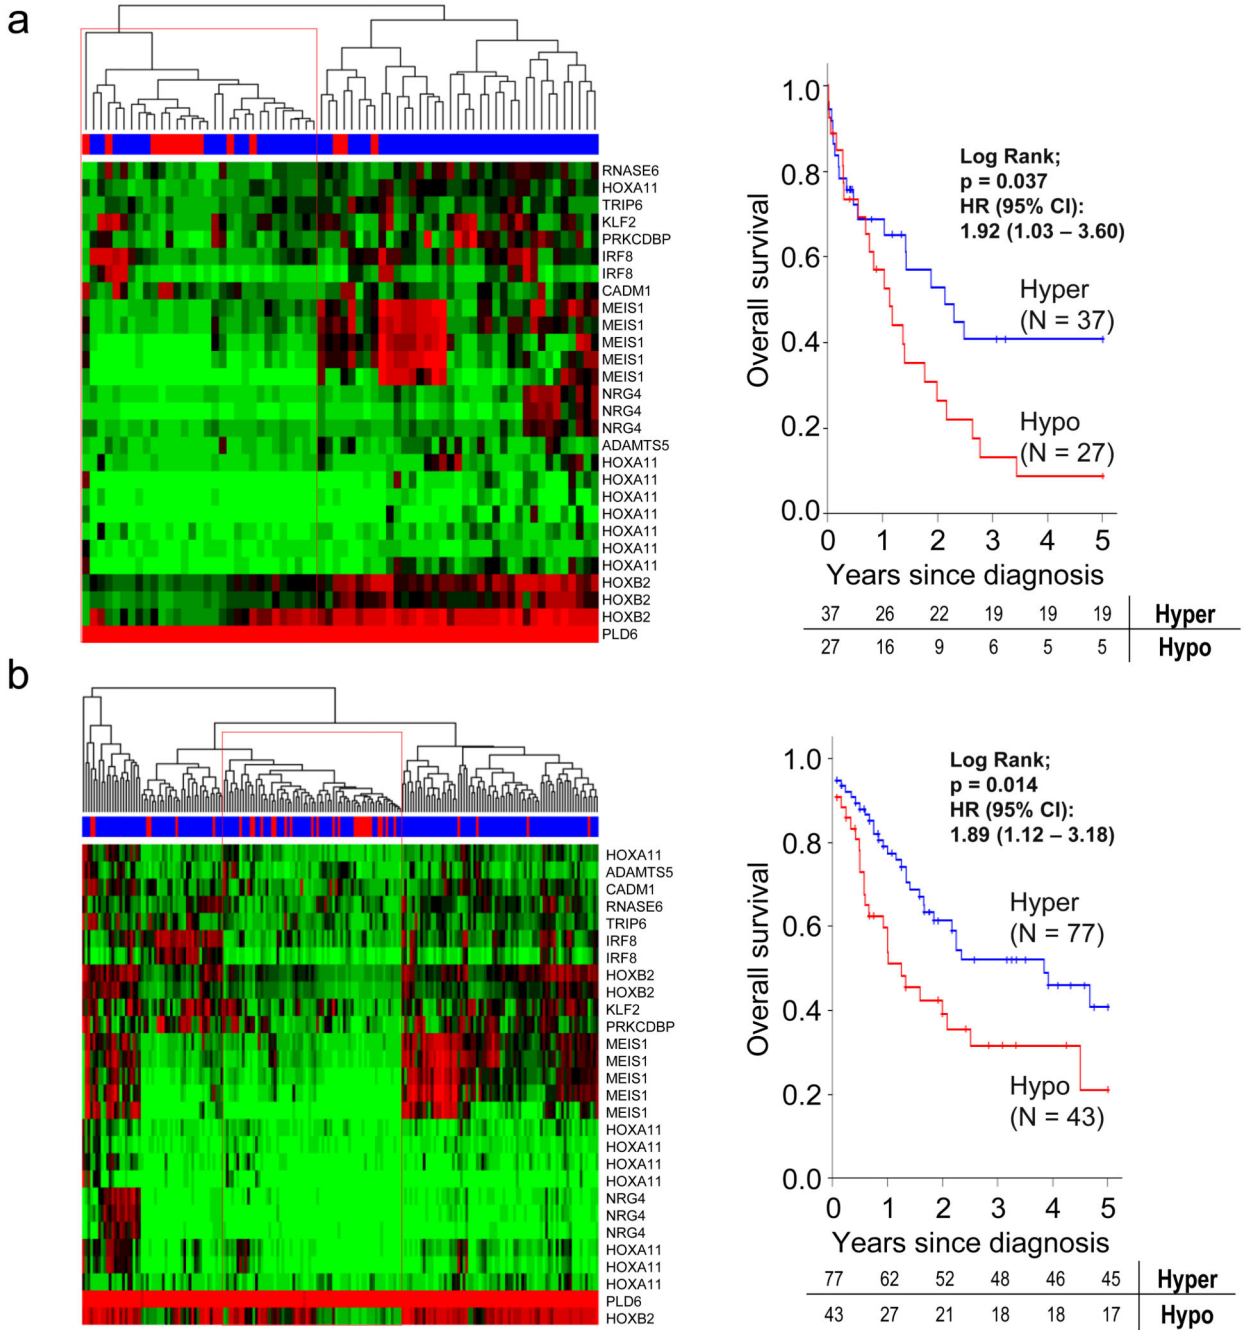 a
RNASE6
HOXA11
TRIP6
KLF2
PRKCDBP
IRF8
IRF8
CADM1
MEIS1
MEIS1
MEIS1
MEIS1
MEIS1
NRG4
NRG4
NRG4
ADAMTS5
HOXA11
HOXA11
HOXA11
HOXA11
HOXA11
HOXA11
HOXA11
HOXB2
HOXB2
HOXB2
PLD6
Overall survival
1.0
0.8
0.6
0.4
0.2
0.0
Log Rank;
p = 0.037
HR (95% CI):
1.92 (1.03 – 3.60)
Hyper
(N = 37)
Hypo
(N = 27)
0 1 2 3 4 5
Years since diagnosis
37 26 22 19 19 19 Hyper
27 16 9 6 5 5 Hypo
b
HOXA11
ADAMTS5
CADM1
RNASE6
TRIP6
IRF8
IRF8
HOXB2
HOXB2
KLF2
PRKCDBP
MEIS1
MEIS1
MEIS1
MEIS1
MEIS1
HOXA11
HOXA11
HOXA11
HOXA11
NRG4
NRG4
NRG4
HOXA11
HOXA11
HOXA11
PLD6
HOXB2
Overall survival
1.0
0.8
0.6
0.4
0.2
0.0
Log Rank;
p = 0.014
HR (95% CI):
1.89 (1.12 – 3.18)
Hyper
(N = 77)
Hypo
(N = 43)
0 1 2 3 4 5
Years since diagnosis
77 62 52 48 46 45 Hyper
43 27 21 18 18 17 Hypo